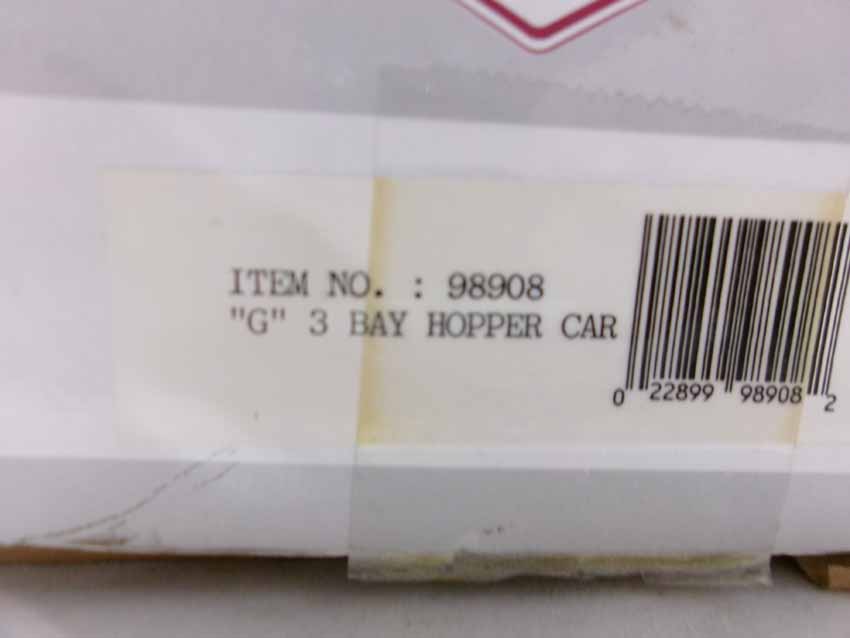 ITEM NO. : 98908
"G" 3 BAY HOPPER CAR
0 22899 98908 2